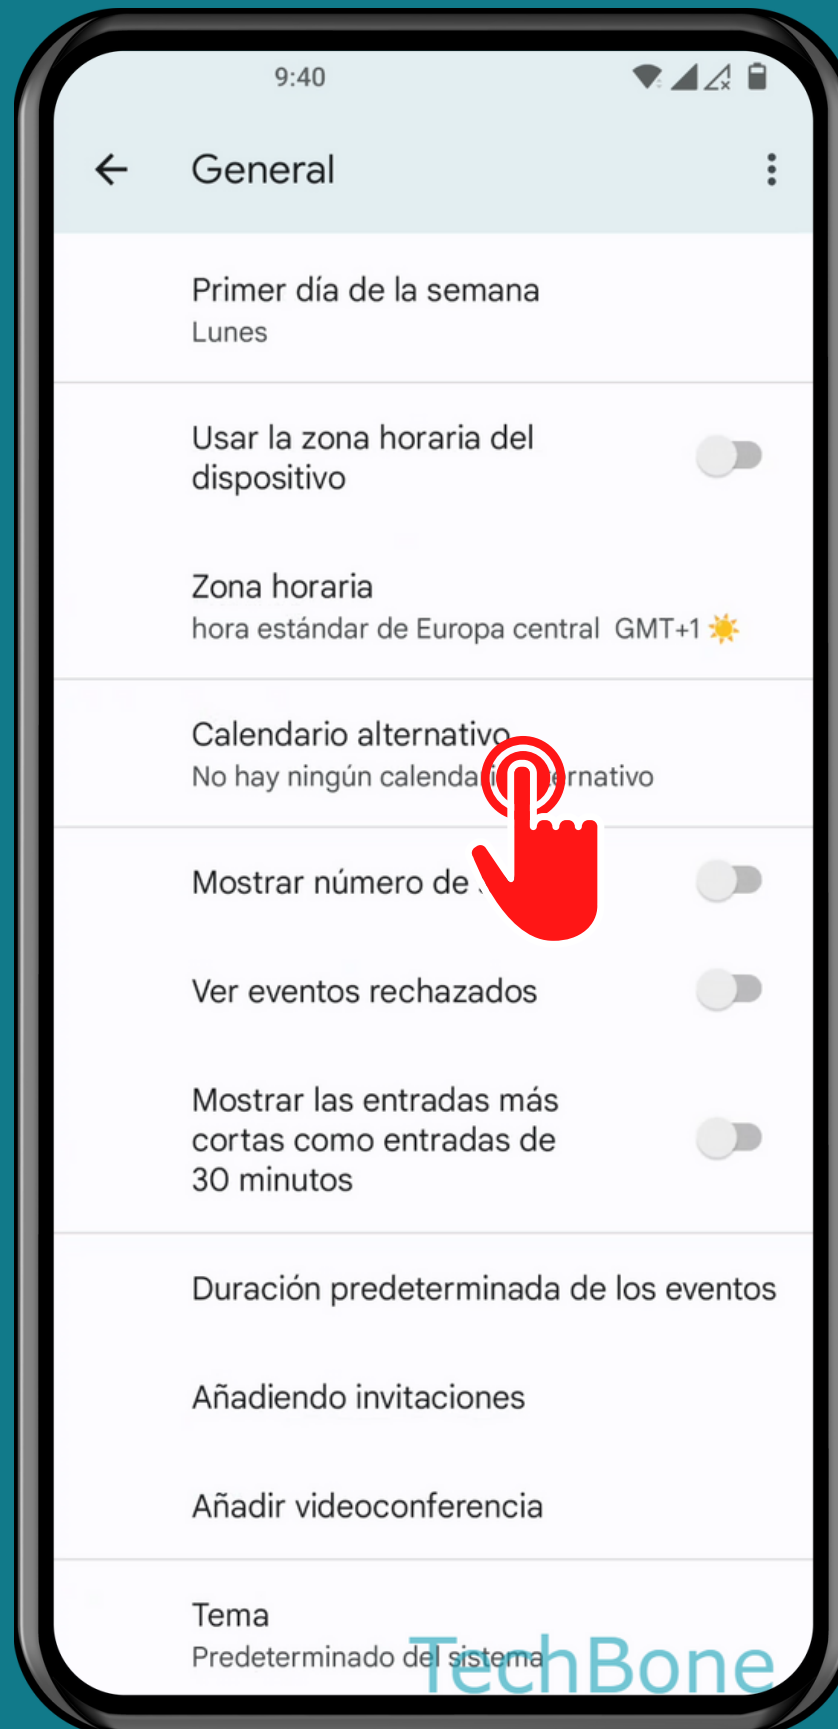 9:40
General
Primer día de la semana
Lunes
Usar la zona horaria del
dispositivo
Zona horaria
hora estándar de Europa central GMT+1
Calendario alternativo
No hay ningún calendario alternativo
Mostrar número de
Ver eventos rechazados
Mostrar las entradas más
cortas como entradas de
30 minutos
Duración predeterminada de los eventos
Añadiendo invitaciones
Añadir videoconferencia
Tema
Predeterminado del sistema
TechBone